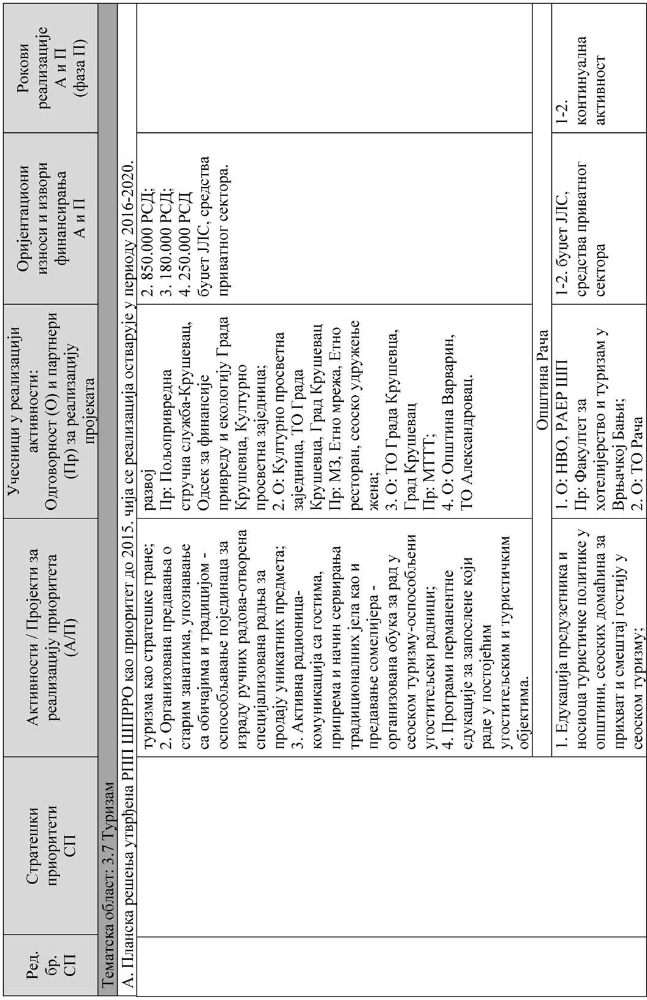 Ред.
бр.
СП
Стратешки
приоритети
СП
Активности / Пројекти за
реализацију приоритета
(А/П)
Учесници у реализацији
активности:
Одговорност (О) и партнери
(Пр) за реализацију
пројеката
Оријентациони
износи и извори
финансирања
А и П
Рокови
реализације
А и П
(фаза П)
Тематска област: 3.7 Туризам
А. Планска решења утврђена РПП ШПРРО као приоритет до 2015. чија се реализација остварује у периоду 2016-2020.
туризма као стратешке гране;
2. Организована предавања о
старим занатима, упознавање
са обичајима и традицијом -
оспособљавање појединаца за
израду ручних радова-отворена
специјализована радња за
продају уникатних предмета;
3. Активна радионица-
комуникација са гостима,
припрема и начин сервирања
традиционалних јела као и
предавање сомелијера -
организована обука за рад у
сеоском туризму-оспособљени
угоститељски радници;
4. Програми перманентне
едукације за запослене који
раде у постојећим
угоститељским и туристичким
објектима.
развој
Пр: Пољопривредна
стручна служба-Крушевац,
Одсек за финансије
привреду и екологију Града
Крушевца, Културно
просветна заједница;
2. О: Културно просветна
заједница, ТО Града
Крушевца, Град Крушевац
Пр: МЗ, Етно мрежа, Етно
ресторан, сеоско удружење
жена;
3. О: ТО Града Крушевца,
Град Крушевац
Пр: МТТТ;
4. О: Општина Варварин,
ТО Александровац.
2. 850.000 РСД;
3. 180.000 РСД;
4. 250.000 РСД
буџет ЈЛС, средства
приватног сектора.
Општина Рача
1. Едукација предузетника и
носиоца туристичке политике у
општини, сеоских домаћина за
прихват и смештај гостију у
сеоском туризму;
1. О: НВО, РАЕР ШП
Пр: Факултет за
хотелијерство и туризам у
Врњачкој Бањи;
2. О: ТО Рача
1-2. буџет ЈЛС,
средства приватног
сектора
1-2.
континуална
активност